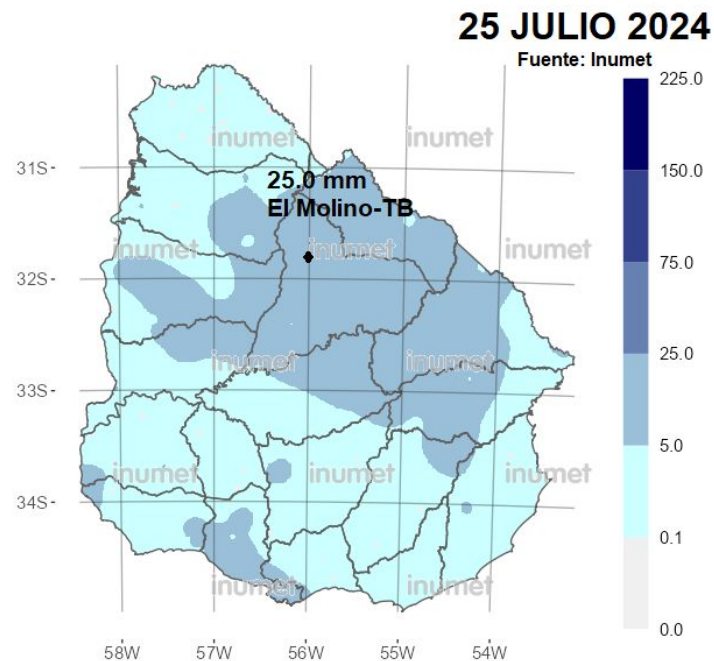 25 JULIO 2024
Fuente: Inumet
225.0
inumet inumet
31S-
25.0 mm
El Molino-TB
150.0
inumet inumet inumet
32S-
75.0
25.0
inumet inumet
33S-
5.0
inumet inumet inumet
34S-
0.1
inumet inumet
0.0
58W 57W 56W 55W 54W